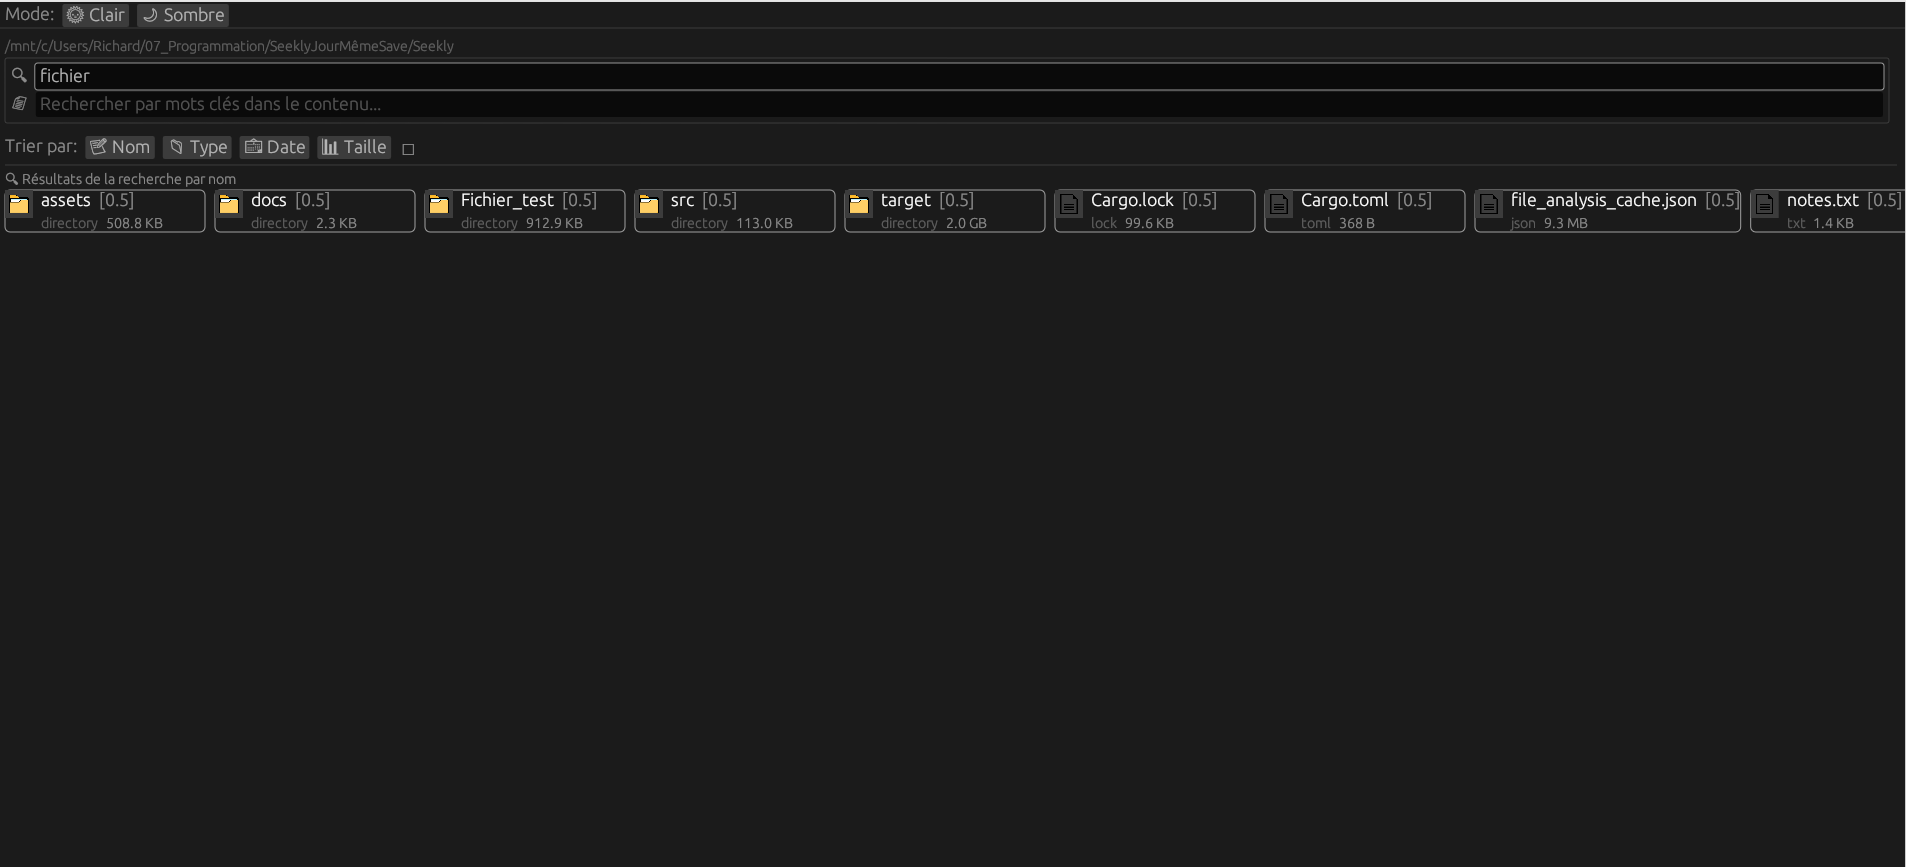 Mode: Clair Sombre
/mnt/c/Users/Richard/07_Programmation/SeeklyJourMêmeSave/Seekly
fichier
Rechercher par mots clés dans le contenu...
Trier par: Nom Type Date Taille
Résultats de la recherche par nom
assets [0.5] docs [0.5] Fichier_test [0.5] src [0.5] target [0.5] Cargo.lock [0.5] Cargo.toml [0.5] file_analysis_cache.json [0.5] notes.txt [0.5]
directory 508.8 KB directory 2.3 KB directory 912.9 KB directory 113.0 KB directory 2.0 GB lock 99.6 KB toml 368 B json 9.3 MB txt 1.4 KB